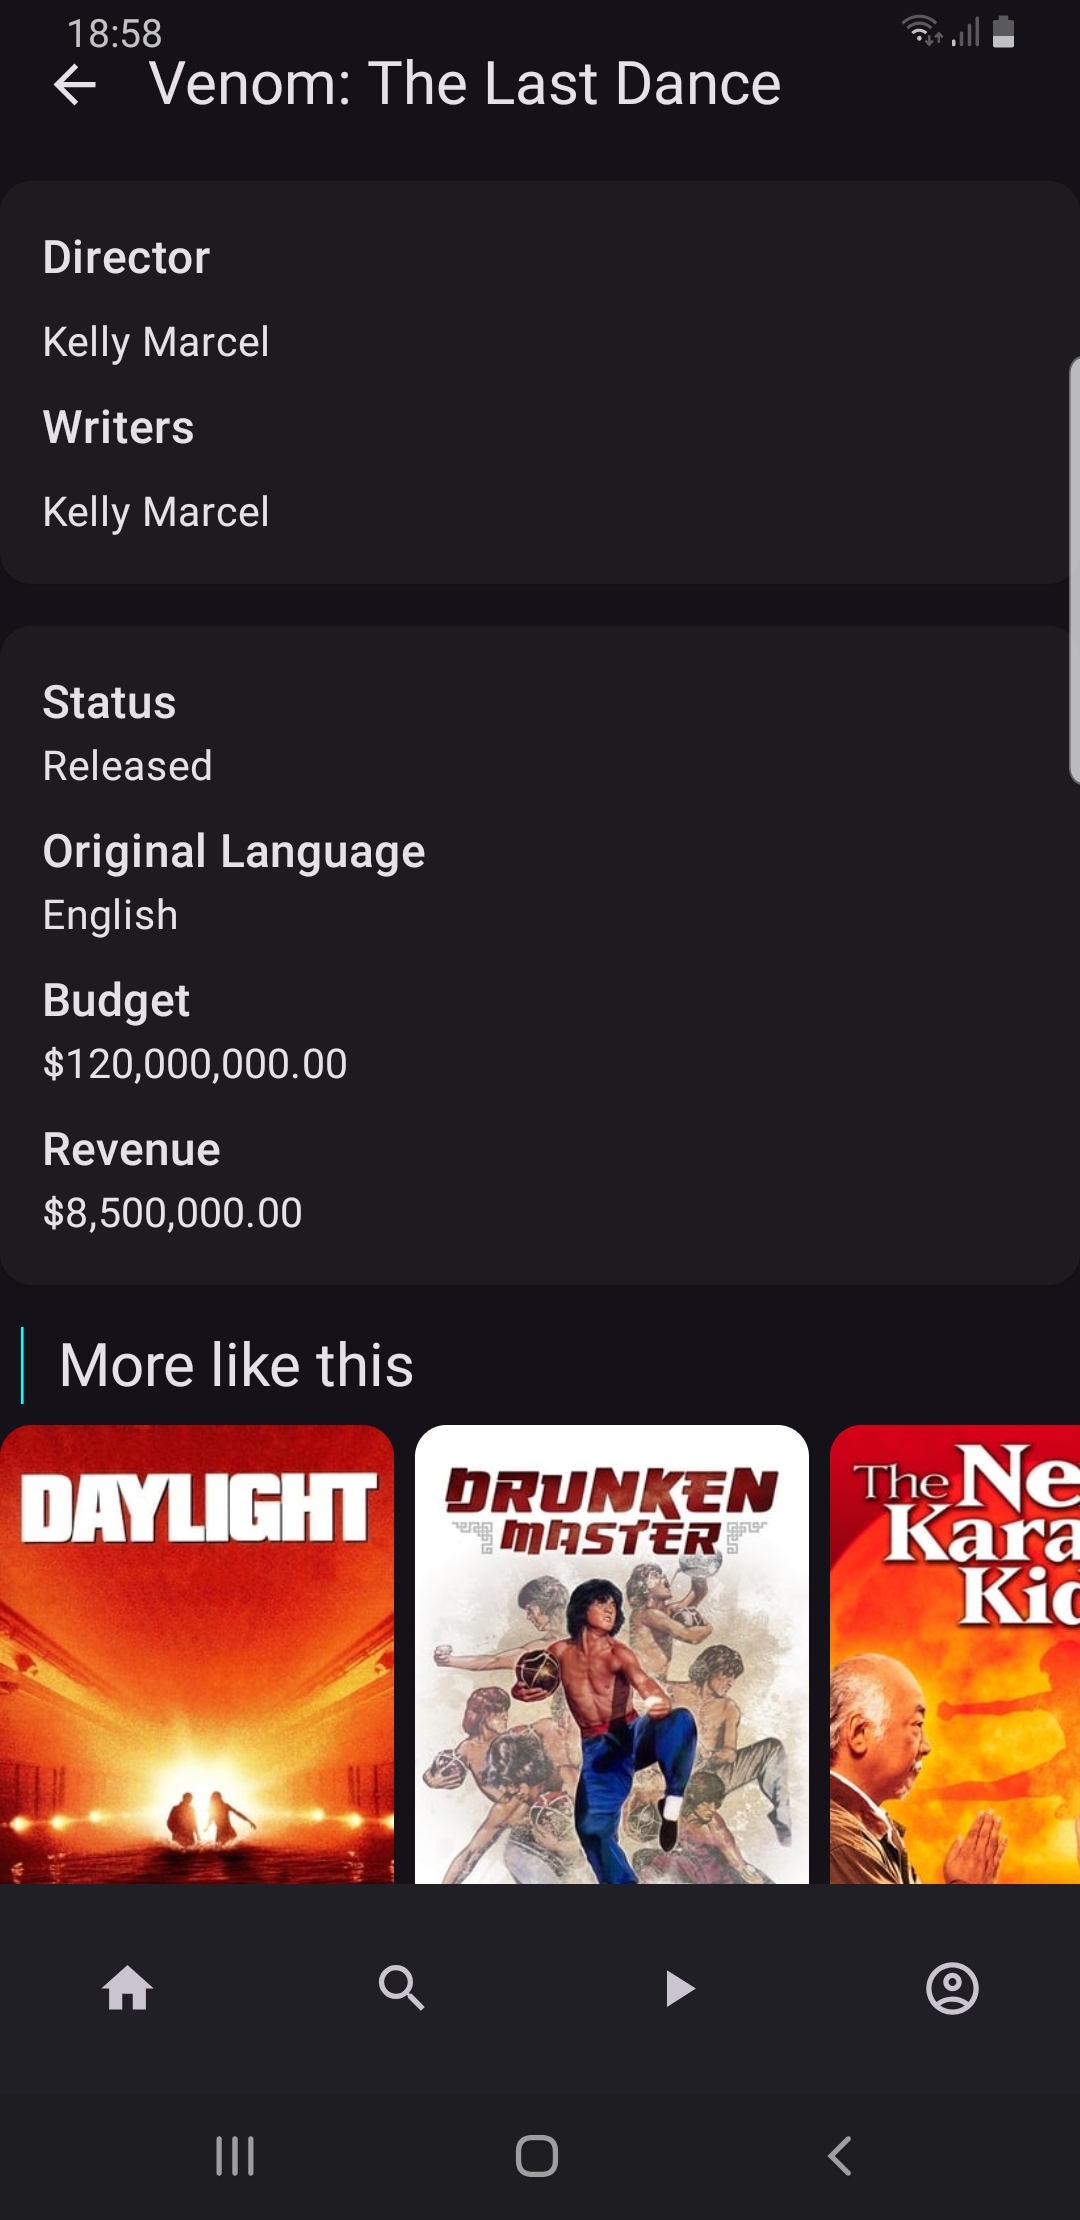 18:58
Venom: The Last Dance
Director
Kelly Marcel
Writers
Kelly Marcel
Status
Released
Original Language
English
Budget
$120,000,000.00
Revenue
$8,500,000.00
More like this
DAYLIGHT
DRUNKEN
MASTER
The Ne
Kara
Kid